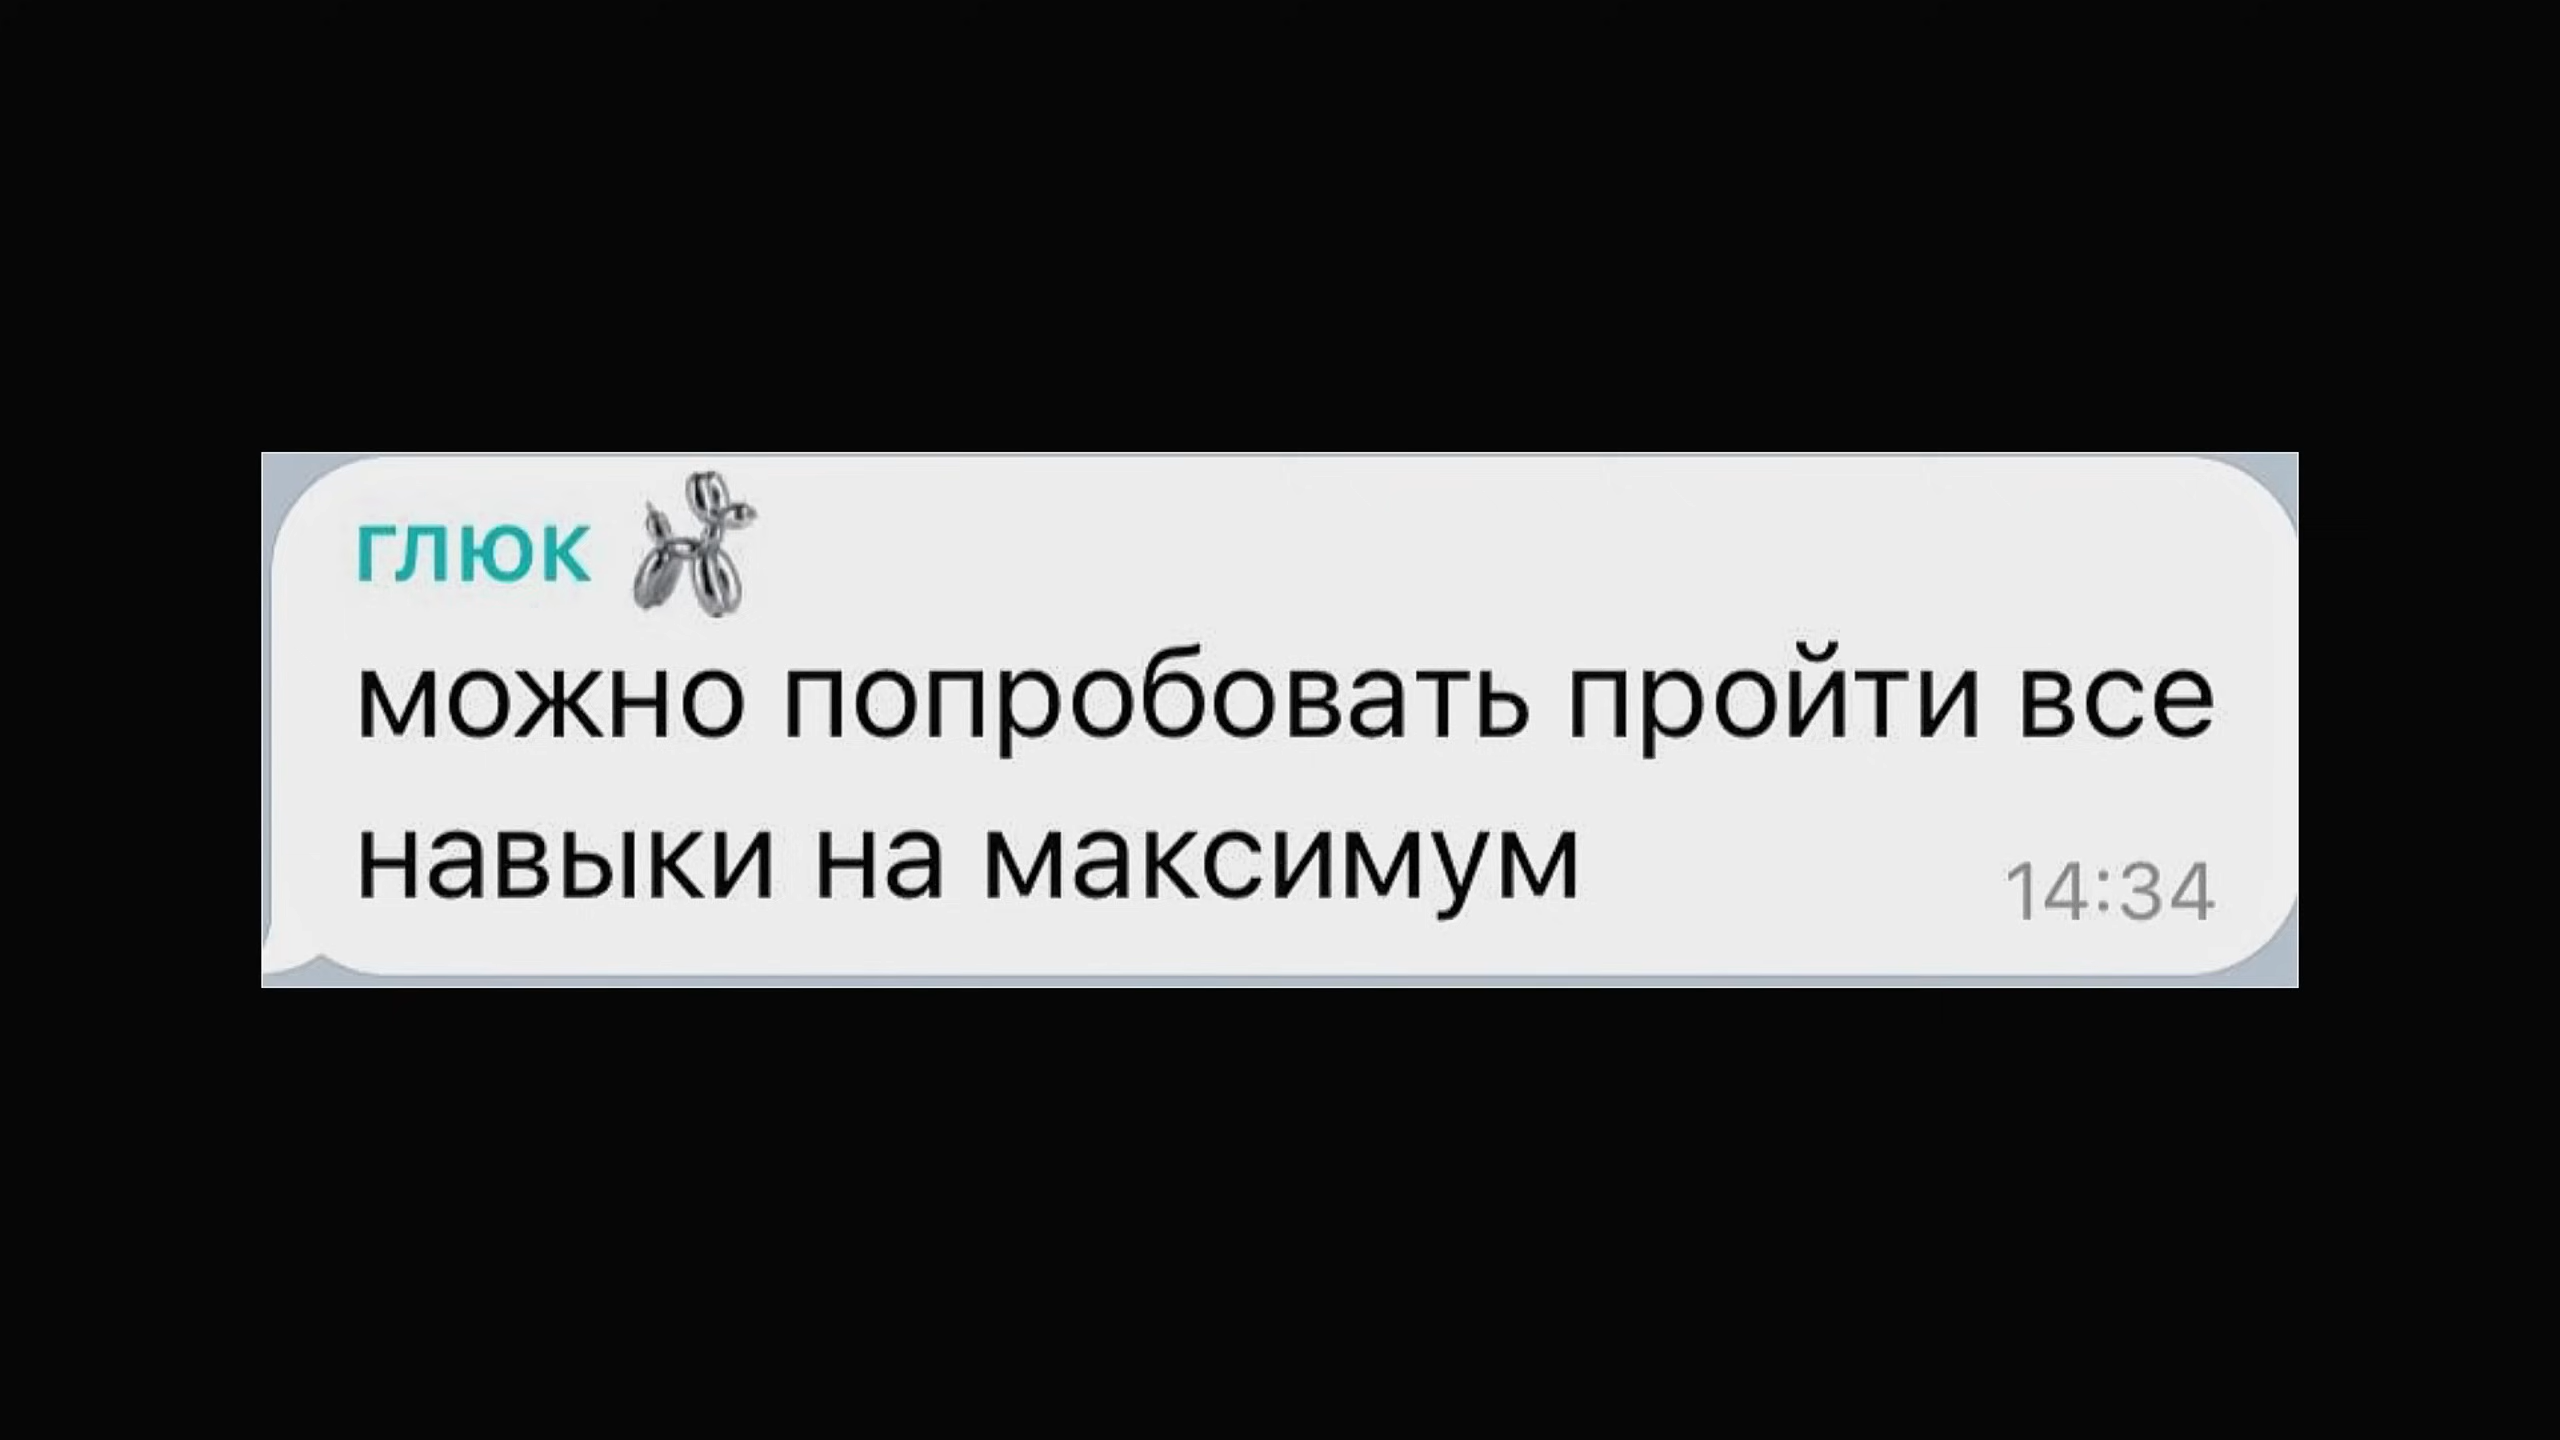 глюк
можно попробовать пройти все
навыки на максимум
14:34